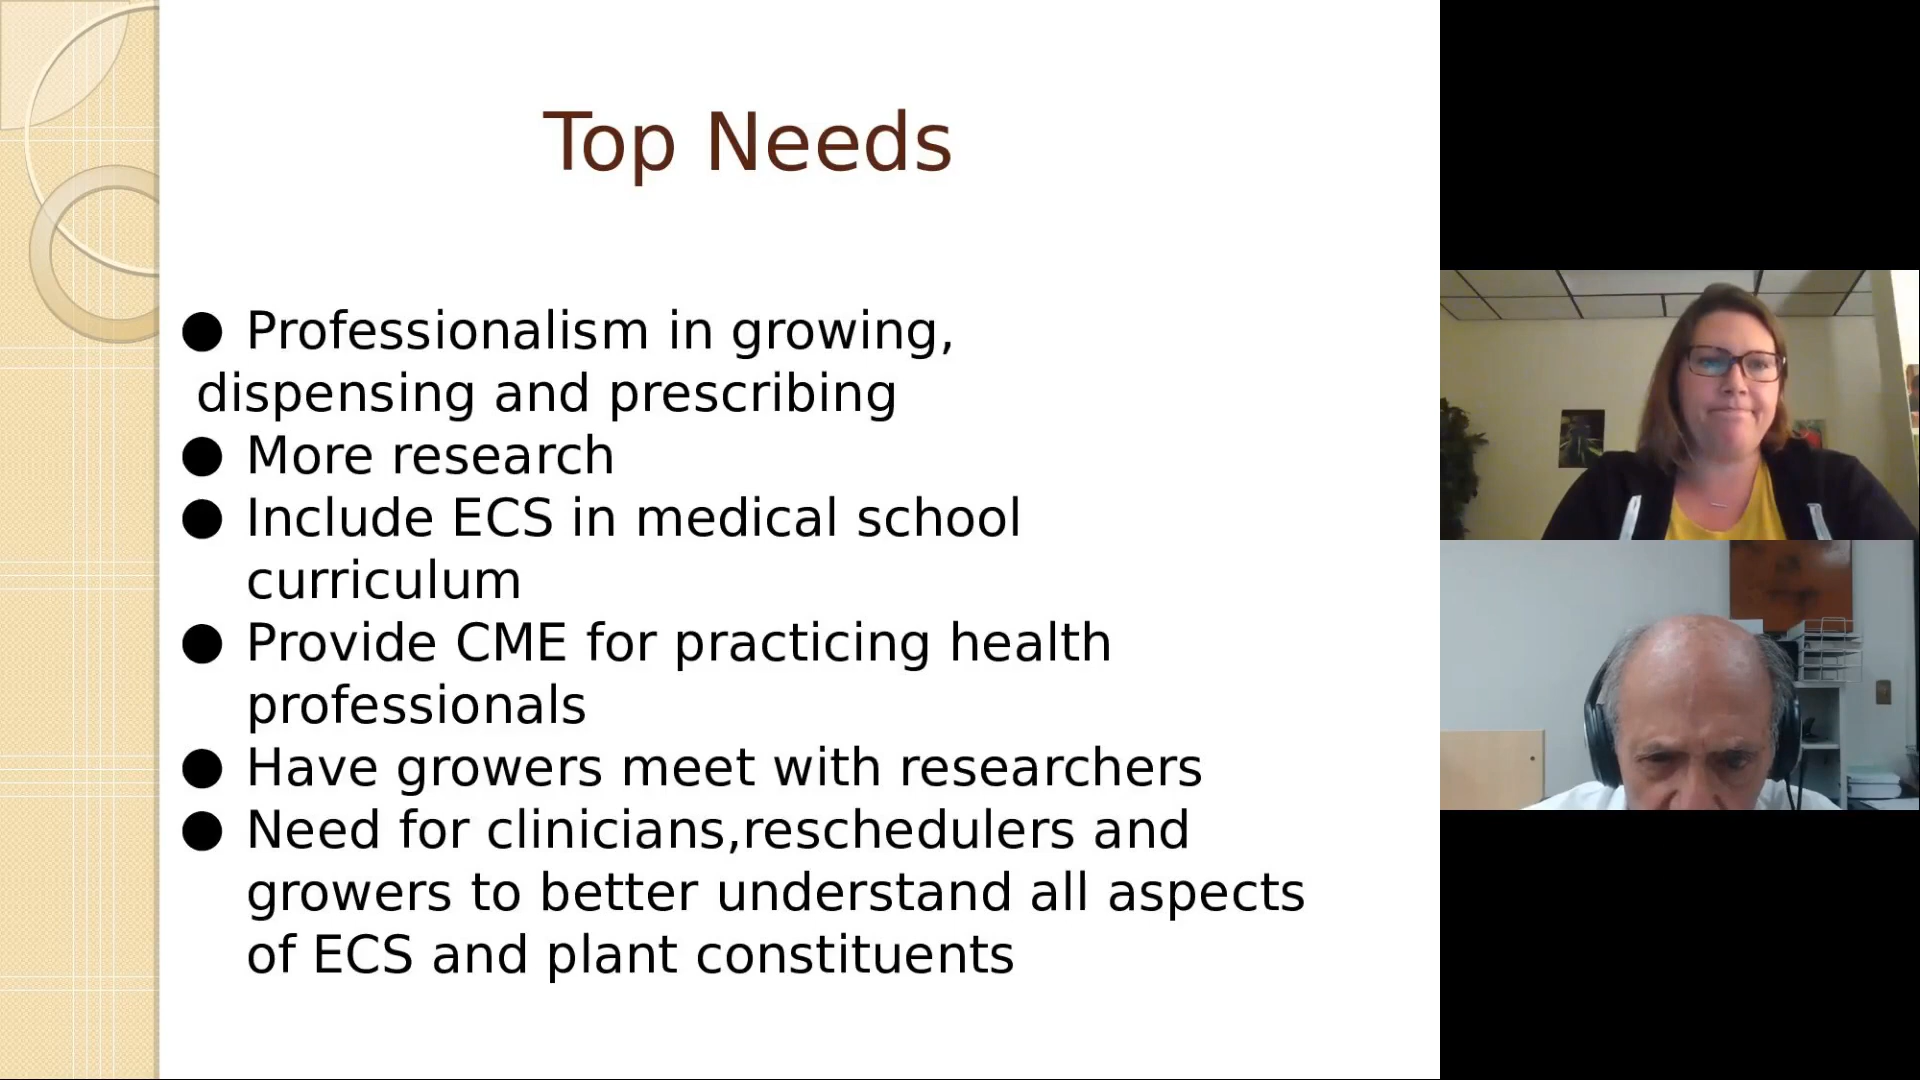 Top Needs
● Professionalism in growing,
dispensing and prescribing
● More research
● Include ECS in medical school
curriculum
● Provide CME for practicing health
professionals
● Have growers meet with researchers
● Need for clinicians,reschedulers and
growers to better understand all aspects
of ECS and plant constituents